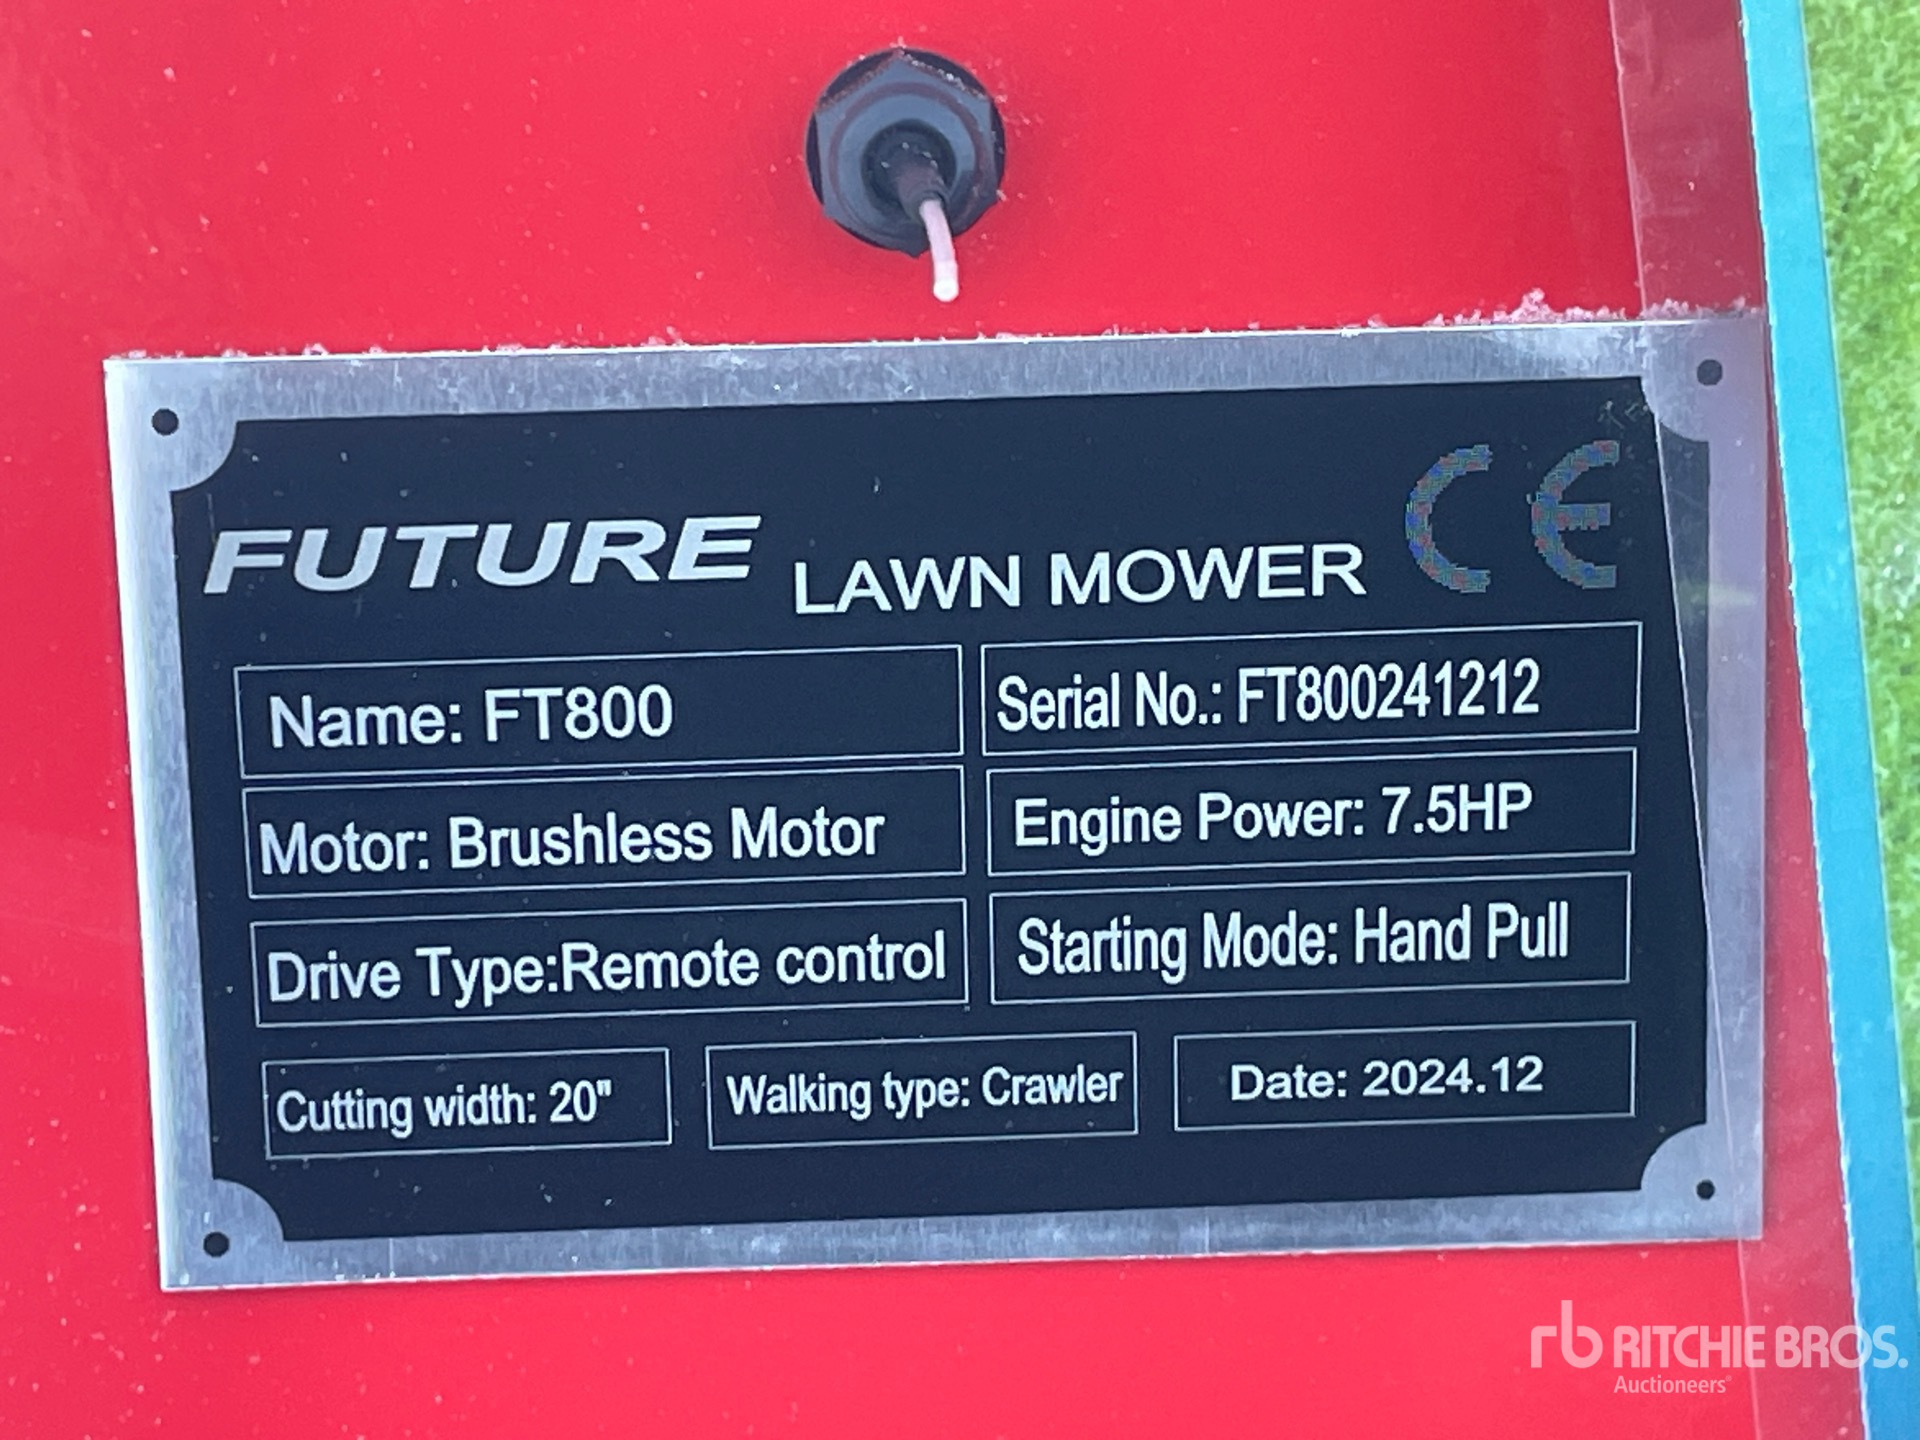 FUTURE LAWN MOWER CE
Name: FT800
Serial No.: FT800241212
Motor: Brushless Motor
Engine Power: 7.5HP
Drive Type:Remote control
Starting Mode: Hand Pull
Cutting width: 20"
Walking type: Crawler
Date: 2024.12
rb RITCHIE BROS.
Auctioneers